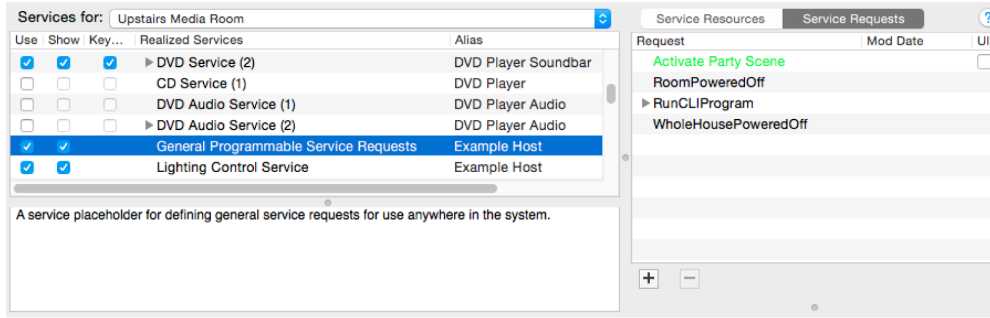 Services for: Upstairs Media Room
Service Resources Service Requests ?
Use Show Key... Realized Services Alias
Request Mod Date UI
DVD Service (2) DVD Player Soundbar
CD Service (1) DVD Player
DVD Audio Service (1) DVD Player Audio
DVD Audio Service (2) DVD Player Audio
General Programmable Service Requests Example Host
Lighting Control Service Example Host
Activate Party Scene
RoomPoweredOff
RunCLIProgram
WholeHousePoweredOff
A service placeholder for defining general service requests for use anywhere in the system.